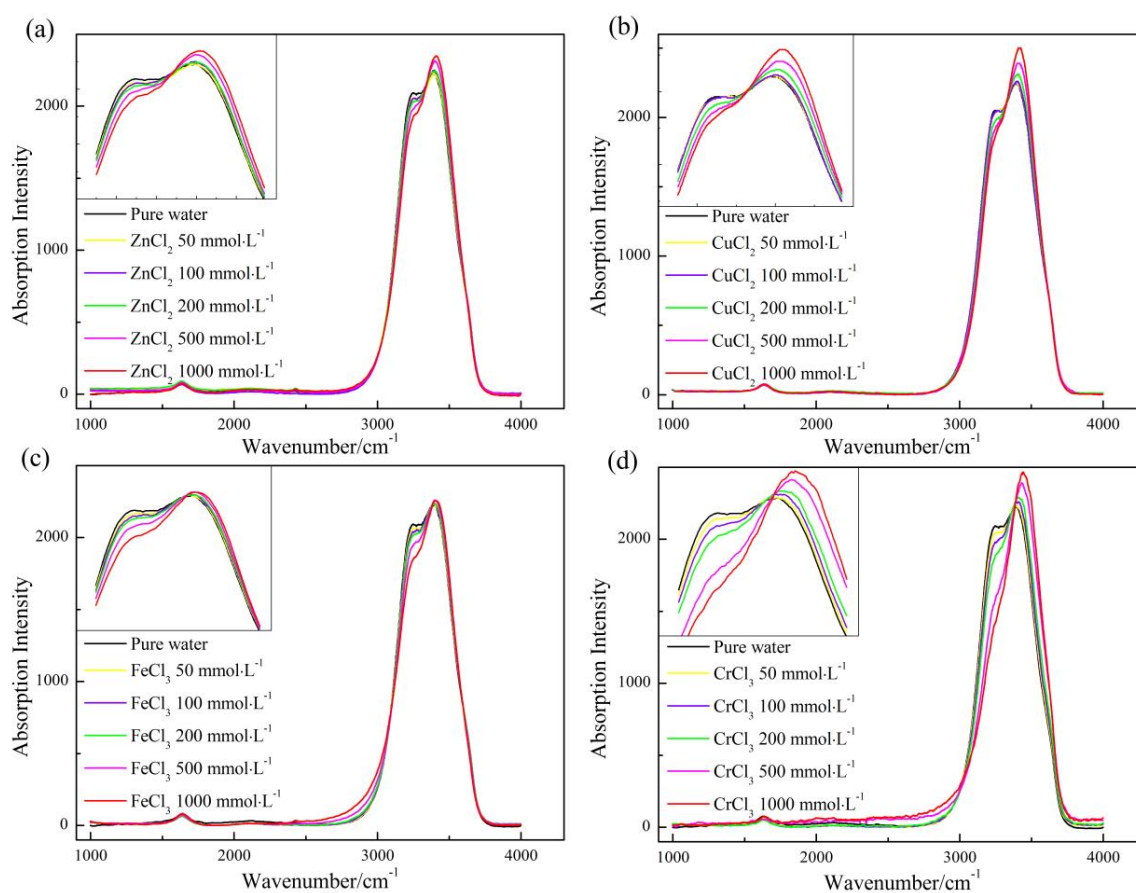 (a)
Absorption Intensity
2000
1000
0
Pure water
ZnCl₂ 50 mmol·L⁻¹
ZnCl₂ 100 mmol·L⁻¹
ZnCl₂ 200 mmol·L⁻¹
ZnCl₂ 500 mmol·L⁻¹
ZnCl₂ 1000 mmol·L⁻¹
1000 2000 3000 4000
Wavenumber/cm⁻¹
(b)
Absorption Intensity
2000
1000
0
Pure water
CuCl₂ 50 mmol·L⁻¹
CuCl₂ 100 mmol·L⁻¹
CuCl₂ 200 mmol·L⁻¹
CuCl₂ 500 mmol·L⁻¹
CuCl₂ 1000 mmol·L⁻¹
1000 2000 3000 4000
Wavenumber/cm⁻¹
(c)
Absorption Intensity
2000
1000
0
Pure water
FeCl₃ 50 mmol·L⁻¹
FeCl₃ 100 mmol·L⁻¹
FeCl₃ 200 mmol·L⁻¹
FeCl₃ 500 mmol·L⁻¹
FeCl₃ 1000 mmol·L⁻¹
1000 2000 3000 4000
Wavenumber/cm⁻¹
(d)
Absorption Intensity
2000
1000
0
Pure water
CrCl₃ 50 mmol·L⁻¹
CrCl₃ 100 mmol·L⁻¹
CrCl₃ 200 mmol·L⁻¹
CrCl₃ 500 mmol·L⁻¹
CrCl₃ 1000 mmol·L⁻¹
1000 2000 3000 4000
Wavenumber/cm⁻¹